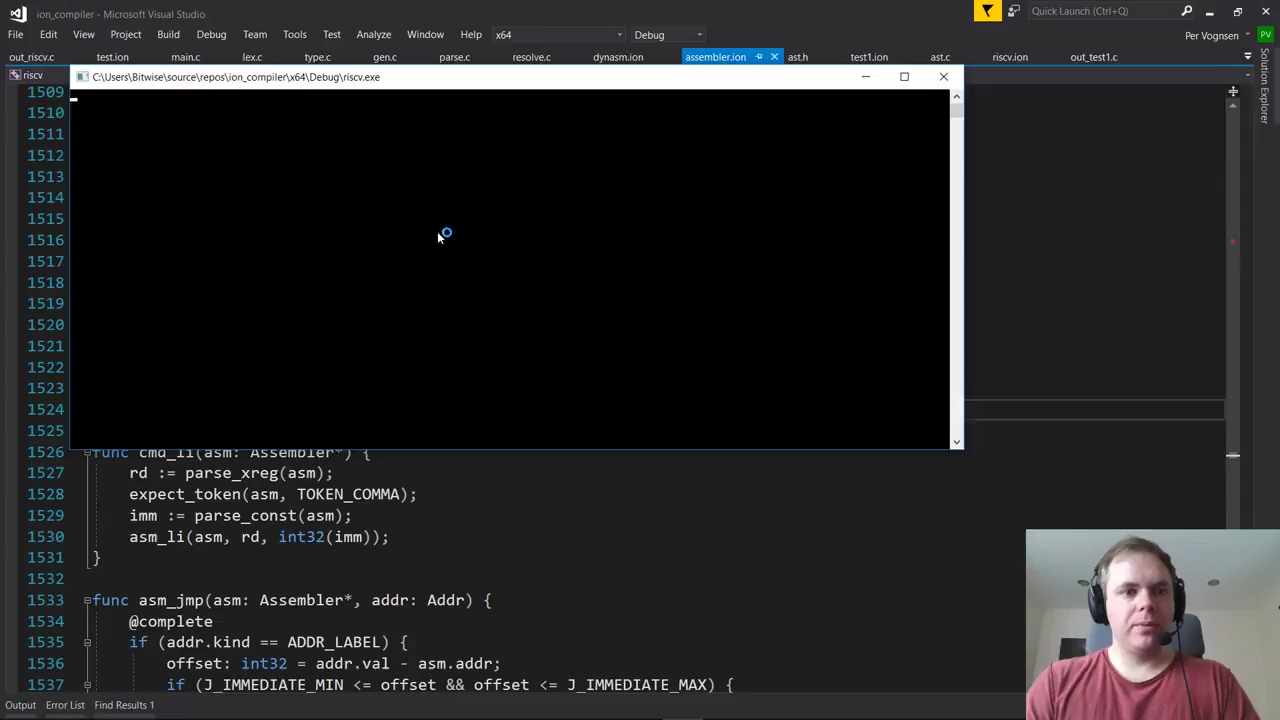 ion_compiler - Microsoft Visual Studio
Quick Launch (Ctrl+Q)
File Edit View Project Build Debug Team Tools Test Analyze Window Help x64 Debug Per Vognsen PV
out_riscv.c test.ion main.c lex.c type.c gen.c parse.c resolve.c dynasm.ion assembler.ion ast.h test1.ion ast.c riscv.ion out_test1.c
riscv
C:\Users\Bitwise\source\repos\ion_compiler\x64\Debug\riscv.exe
Solution Explorer
1509
1510
1511
1512
1513
1514
1515
1516
1517
1518
1519
1520
1521
1522
1523
1524
1525
1526 func cmd_li(asm: Assembler*) {
1527 rd := parse_xreg(asm);
1528 expect_token(asm, TOKEN_COMMA);
1529 imm := parse_const(asm);
1530 asm_li(asm, rd, int32(imm));
1531 }
1532
1533 func asm_jmp(asm: Assembler*, addr: Addr) {
1534 @complete
1535 if (addr.kind == ADDR_LABEL) {
1536 offset: int32 = addr.val - asm.addr;
1537 if (J_IMMEDIATE_MIN <= offset && offset <= J_IMMEDIATE_MAX) {
Output Error List Find Results 1